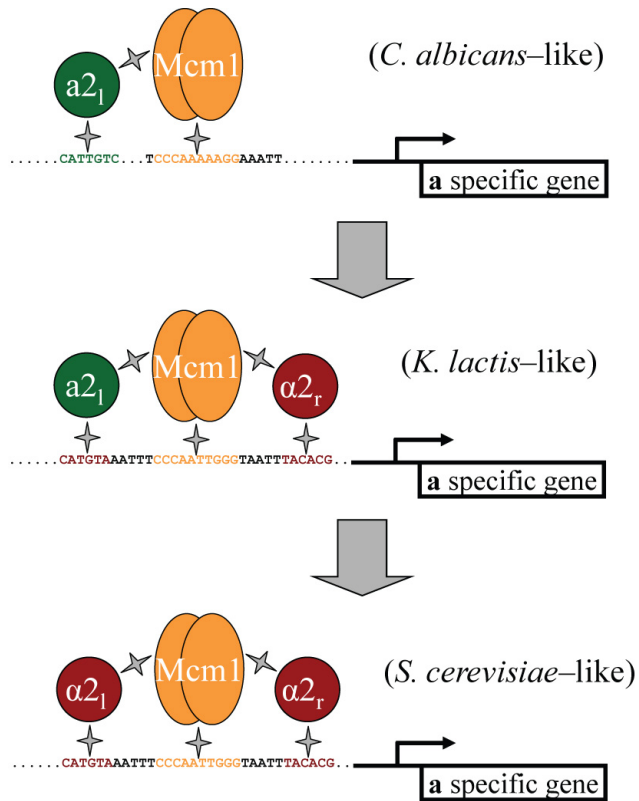 Mcm1
(C. albicans–like)
a2l
......CATTGTC...TCCCAAAAAGGAAATT........
a specific gene
Mcm1
(K. lactis–like)
a2l
α2r
......CATGTAAATTTCCCAATTGGGTAATTTACACG...
a specific gene
Mcm1
(S. cerevisiae–like)
α2l
α2r
......CATGTAAATTTCCCAATTGGGTAATTTACACG...
a specific gene